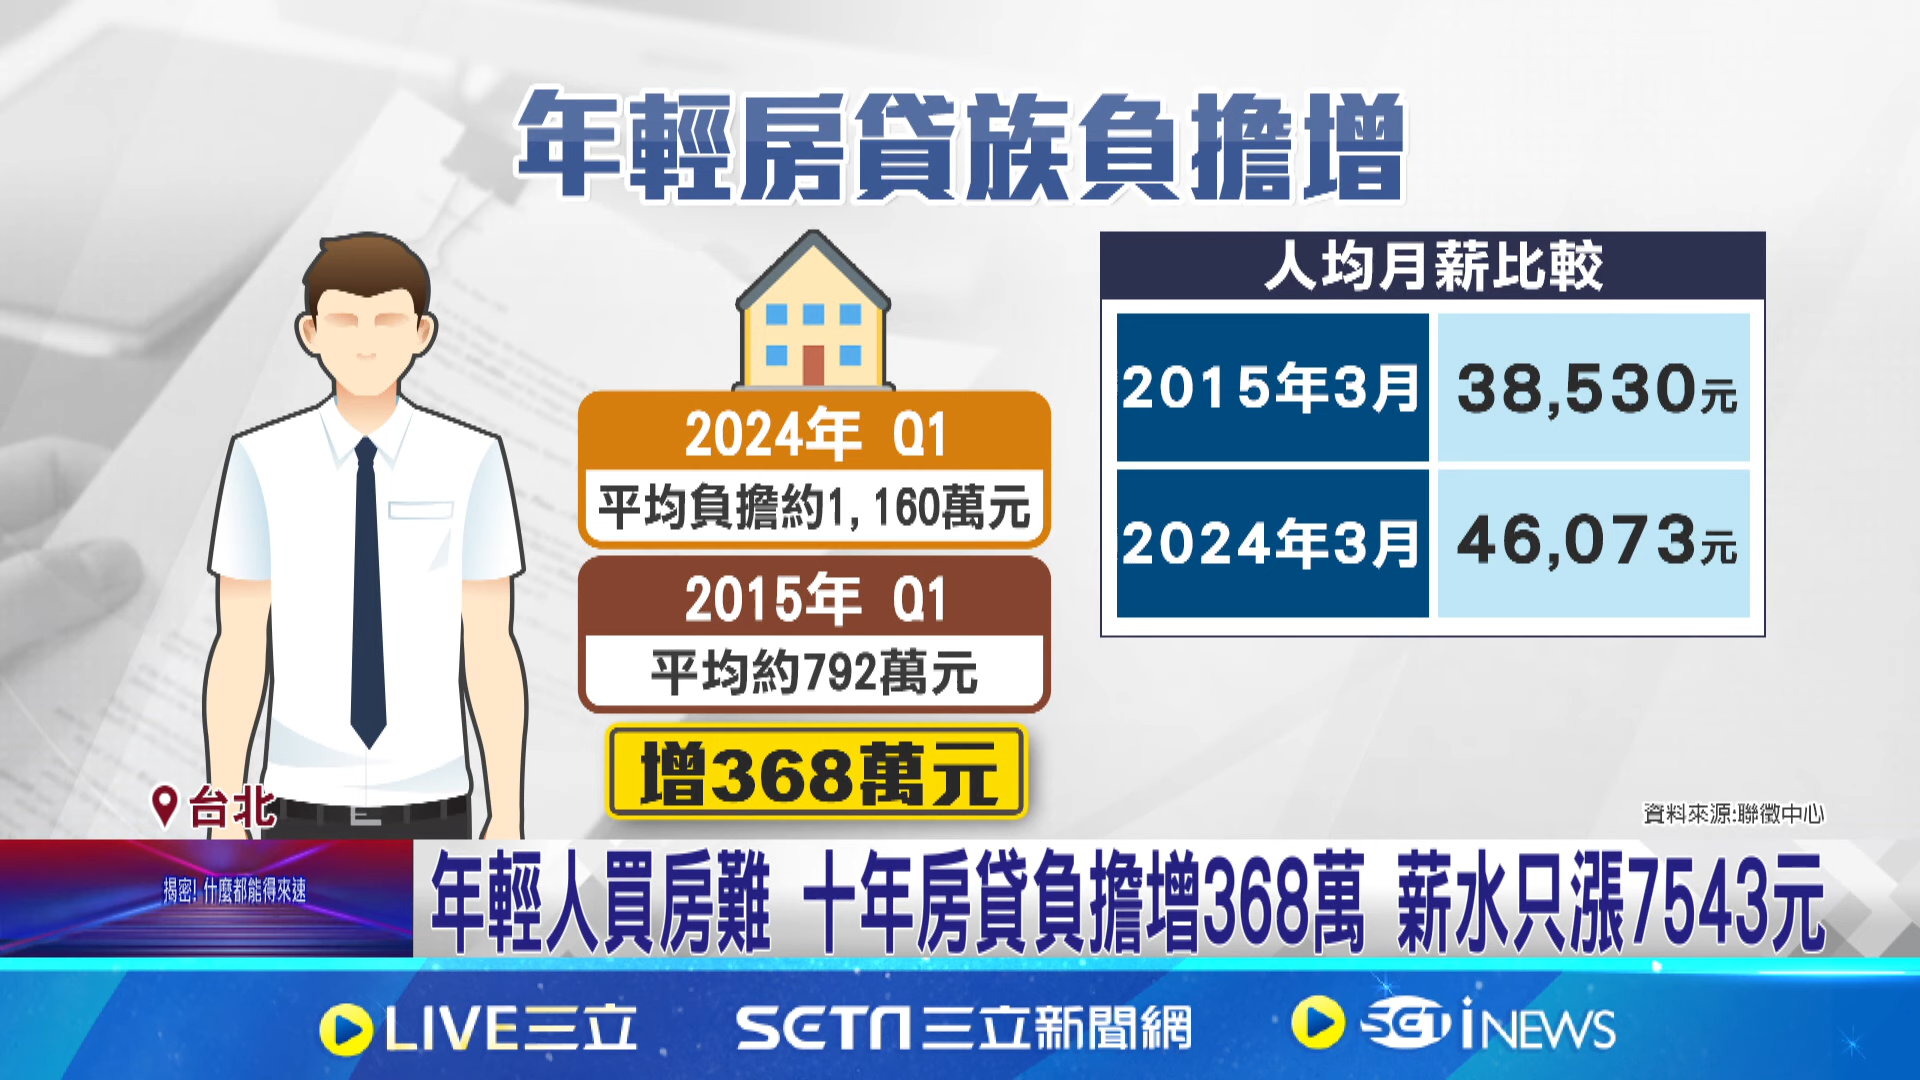 年輕房貸族負擔增
2024年 Q1
平均負擔約1,160萬元
2015年 Q1
平均約792萬元
增368萬元
人均月薪比較
2015年3月 38,530元
2024年3月 46,073元
台北
資料來源:聯徵中心
揭密! 什麼都能得來速
年輕人買房難 十年房貸負擔增368萬 薪水只漲7543元
LIVE三立
SETN三立新聞網
SET iNEWS